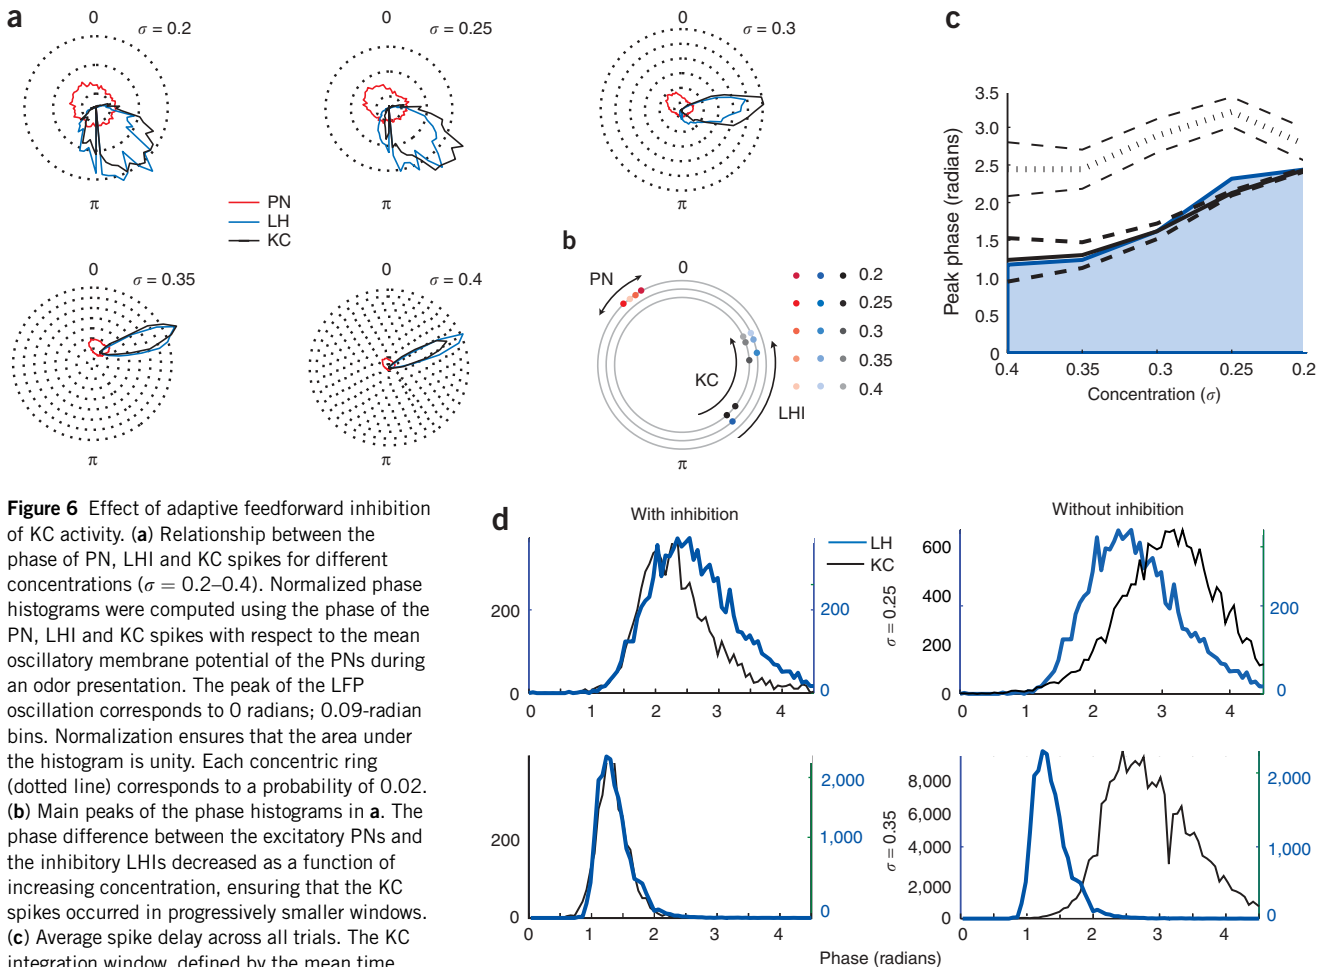 a
0
σ = 0.2
π
0
σ = 0.25
π
0
σ = 0.3
π
PN
LH
KC
0
σ = 0.35
π
0
σ = 0.4
π
b
0
PN
KC
LHI
π
0.2
0.25
0.3
0.35
0.4
c
Peak phase (radians)
3.5
3.0
2.5
2.0
1.5
1.0
0.5
0
0.4
0.35
0.3
0.25
0.2
Concentration (σ)
Figure 6 Effect of adaptive feedforward inhibition
of KC activity. (a) Relationship between the
phase of PN, LHI and KC spikes for different
concentrations (σ = 0.2–0.4). Normalized phase
histograms were computed using the phase of the
PN, LHI and KC spikes with respect to the mean
oscillatory membrane potential of the PNs during
an odor presentation. The peak of the LFP
oscillation corresponds to 0 radians; 0.09-radian
bins. Normalization ensures that the area under
the histogram is unity. Each concentric ring
(dotted line) corresponds to a probability of 0.02.
(b) Main peaks of the phase histograms in a. The
phase difference between the excitatory PNs and
the inhibitory LHIs decreased as a function of
increasing concentration, ensuring that the KC
spikes occurred in progressively smaller windows.
(c) Average spike delay across all trials. The KC
integration window, defined by the mean time
d
With inhibition
200
0
200
0
0
1
2
3
4
LH
KC
Without inhibition
σ = 0.25
600
400
200
0
200
0
0
1
2
3
4
200
0
2,000
1,000
0
0
1
2
3
4
σ = 0.35
8,000
6,000
4,000
2,000
0
2,000
1,000
0
0
1
2
3
4
Phase (radians)